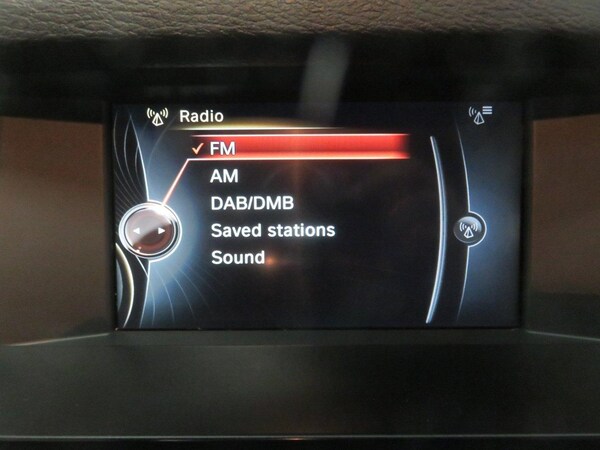 Radio
FM
AM
DAB/DMB
Saved stations
Sound